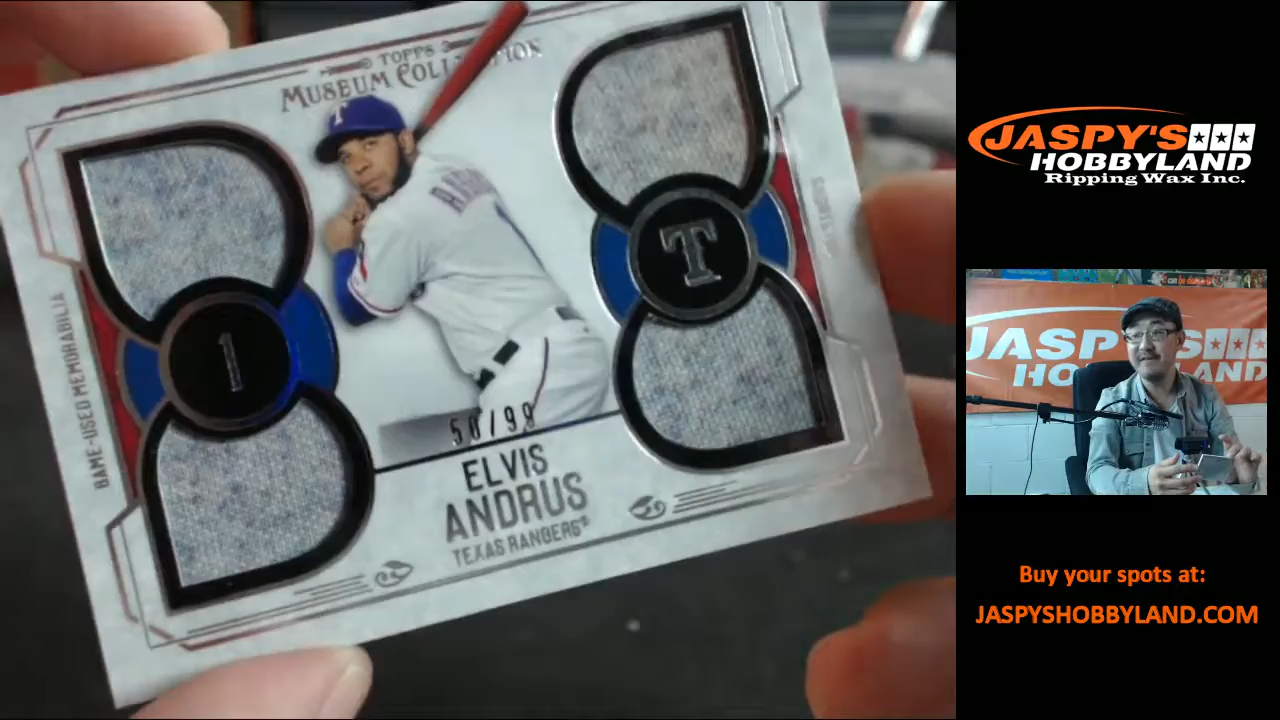 TOPPS
MUSEUM COLLECTION
T
GAME-USED MEMORABILIA
1
T
50/99
ELVIS
ANDRUS
TEXAS RANGERS®
JASPY'S
HOBBYLAND
Ripping Wax Inc.
JASPY'S
Buy your spots at:
JASPYSHOBBYLAND.COM